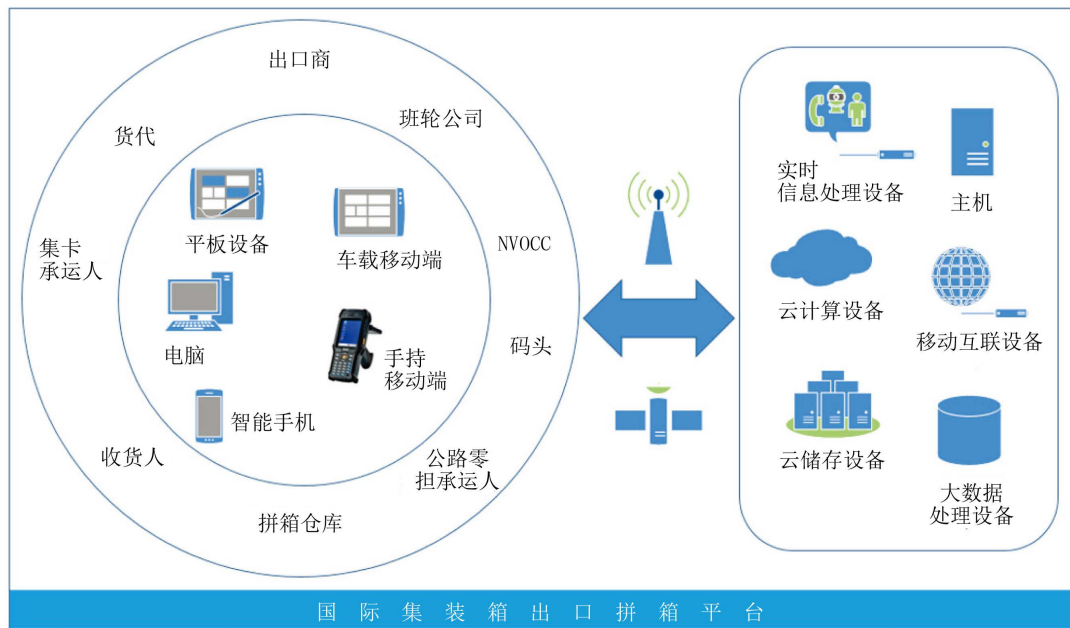 出口商
班轮公司
货代
集卡
承运人
NVOCC
码头
收货人
公路零
担承运人
拼箱仓库
平板设备
车载移动端
电脑
手持
移动端
智能手机
实时
信息处理设备
主机
云计算设备
移动互联设备
云储存设备
大数据
处理设备
国际集装箱出口拼箱平台